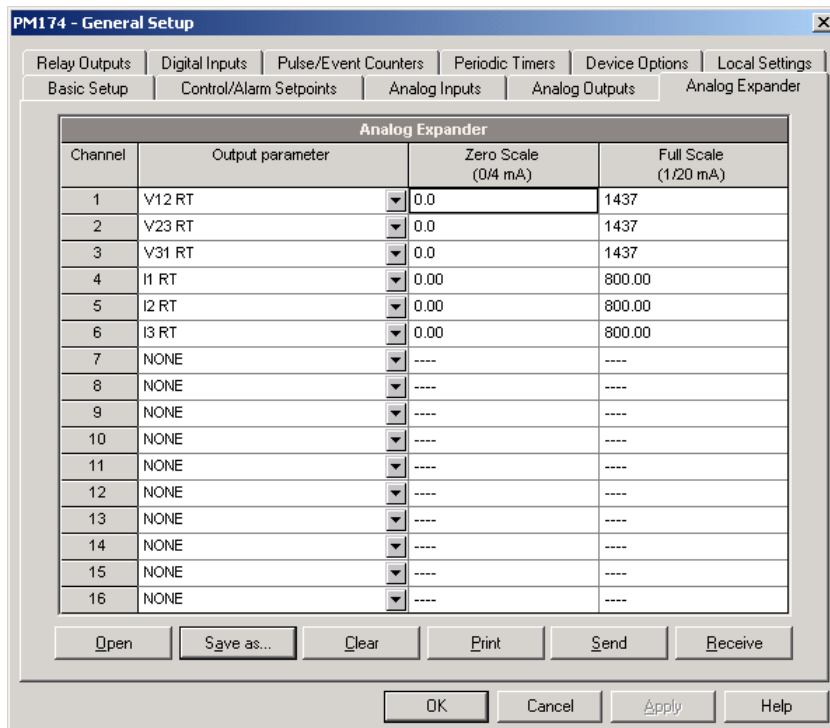 PM174 - General Setup
Relay Outputs Digital Inputs Pulse/Event Counters Periodic Timers Device Options Local Settings
Basic Setup Control/Alarm Setpoints Analog Inputs Analog Outputs Analog Expander
Analog Expander
Channel Output parameter Zero Scale Full Scale
(0/4 mA) (1/20 mA)
1 V12 RT 0.0 1437
2 V23 RT 0.0 1437
3 V31 RT 0.0 1437
4 I1 RT 0.00 800.00
5 I2 RT 0.00 800.00
6 I3 RT 0.00 800.00
7 NONE ---- ----
8 NONE ---- ----
9 NONE ---- ----
10 NONE ---- ----
11 NONE ---- ----
12 NONE ---- ----
13 NONE ---- ----
14 NONE ---- ----
15 NONE ---- ----
16 NONE ---- ----
Open Save as... Clear Print Send Receive
OK Cancel Apply Help